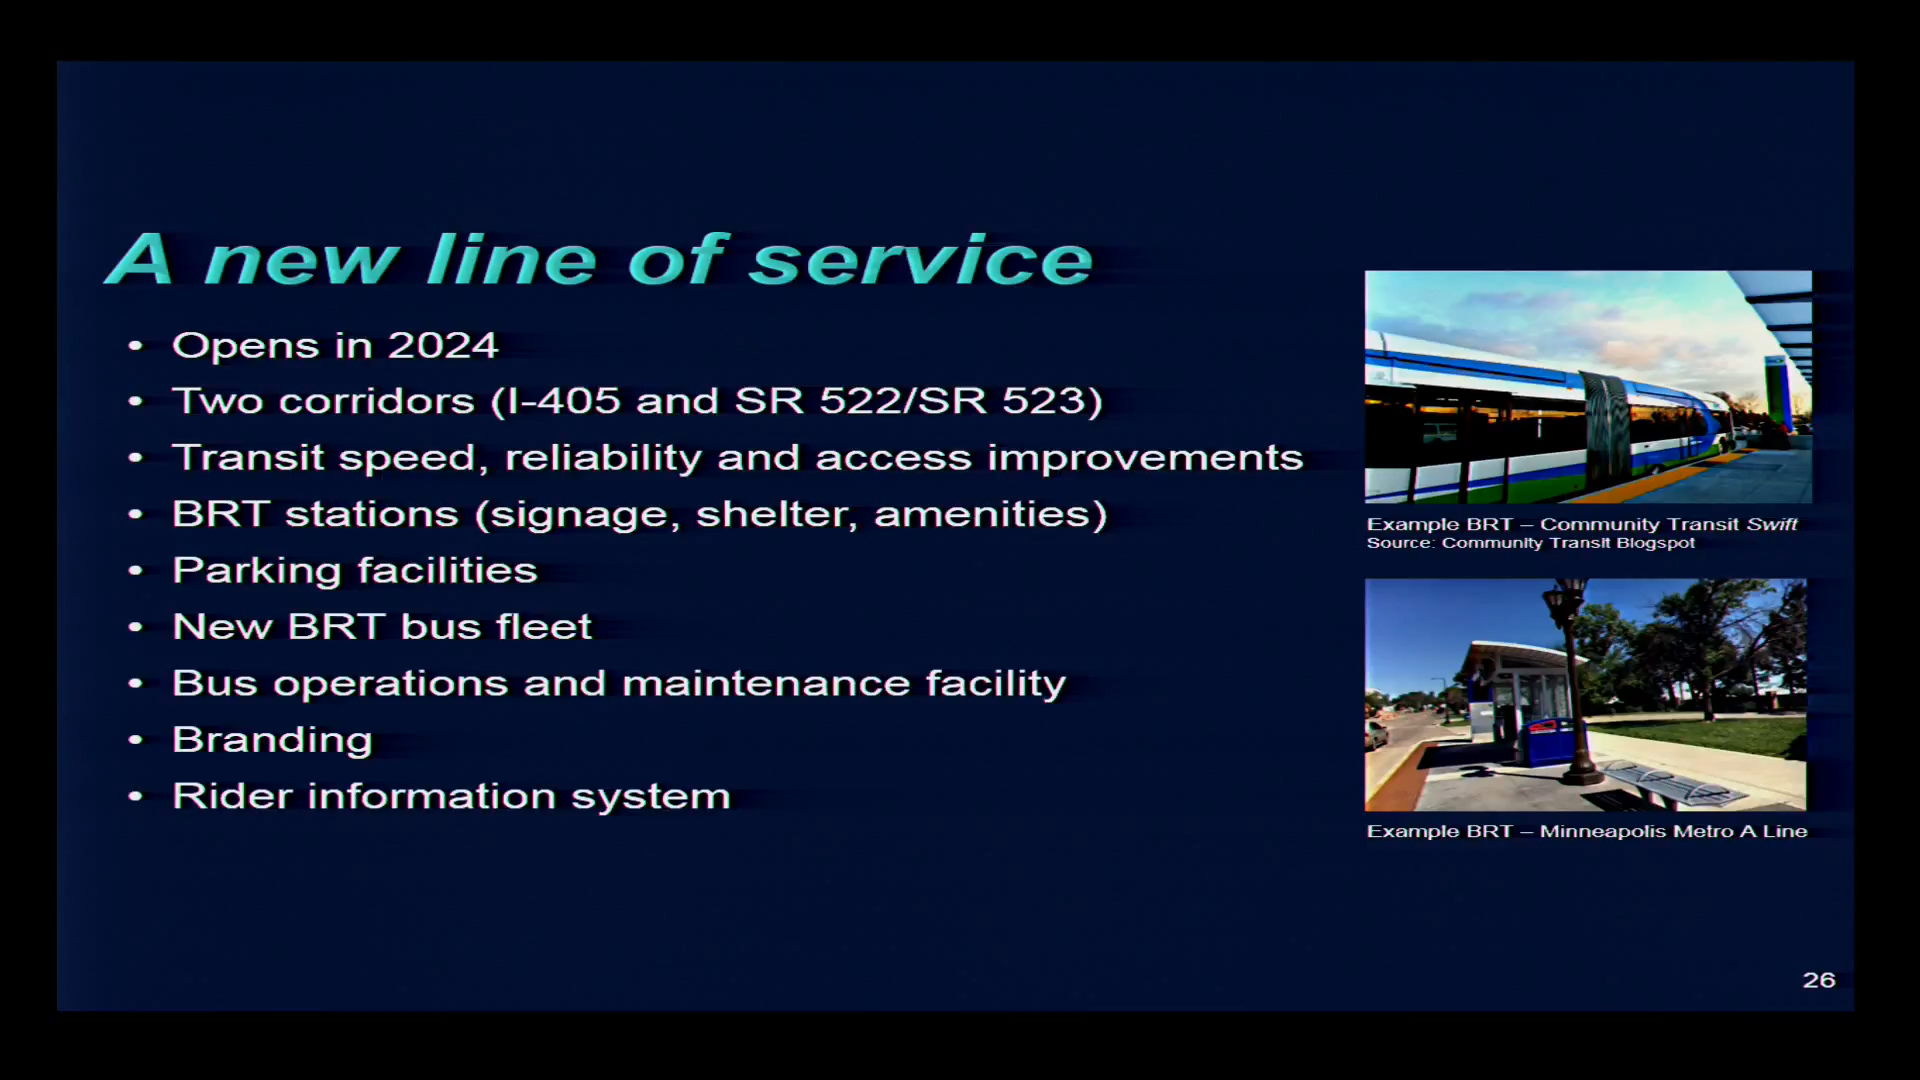 A new line of service
• Opens in 2024
• Two corridors (I-405 and SR 522/SR 523)
• Transit speed, reliability and access improvements
• BRT stations (signage, shelter, amenities)
• Parking facilities
• New BRT bus fleet
• Bus operations and maintenance facility
• Branding
• Rider information system
Example BRT – Community Transit Swift
Source: Community Transit Blogspot
Example BRT – Minneapolis Metro A Line
26